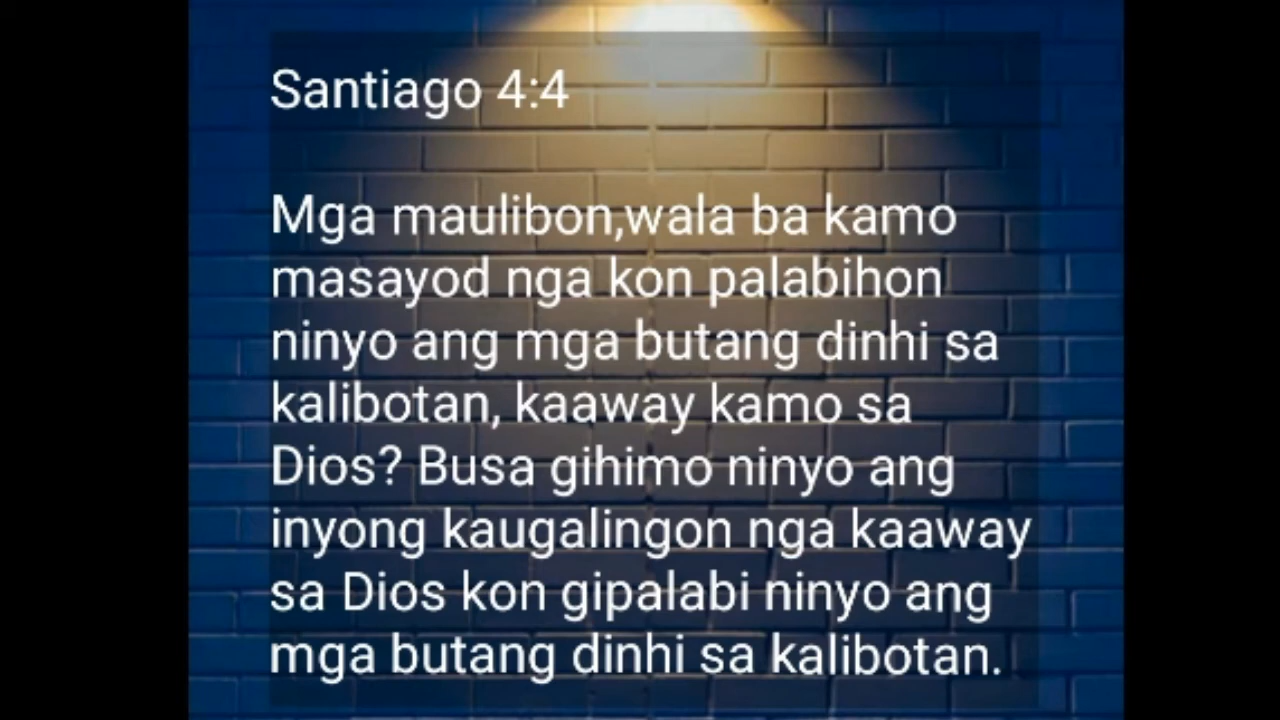 Santiago 4:4
Mga maulibon,wala ba kamo
masayod nga kon palabihon
ninyo ang mga butang dinhi sa
kalibotan, kaaway kamo sa
Dios? Busa gihimo ninyo ang
inyong kaugalingon nga kaaway
sa Dios kon gipalabi ninyo ang
mga butang dinhi sa kalibotan.